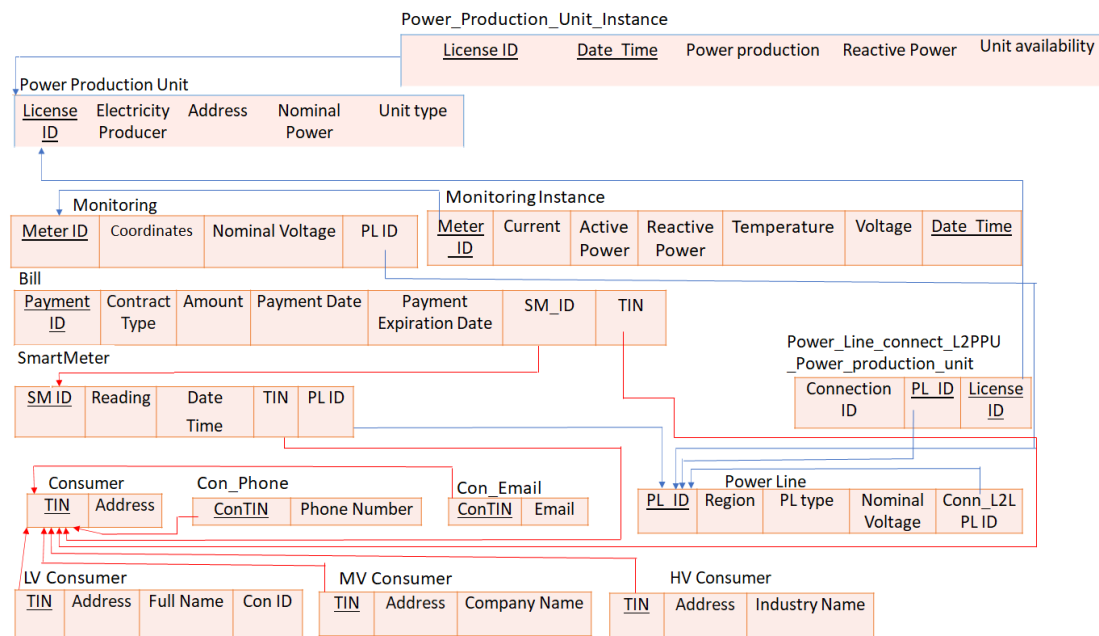 Power_Production_Unit_Instance
License ID Date_Time Power production Reactive Power Unit availability
Power Production Unit
License ID Electricity Producer Address Nominal Power Unit type
Monitoring
Meter ID Coordinates Nominal Voltage PL ID
Monitoring Instance
Meter ID Current Active Power Reactive Power Temperature Voltage Date_Time
Bill
Payment ID Contract Type Amount Payment Date Payment Expiration Date SM_ID TIN
SmartMeter
SM ID Reading Date Time TIN PL ID
Power_Line_connect_L2PPU
_Power_production_unit
Connection ID PL_ID License ID
Consumer
TIN Address
Con_Phone
ConTIN Phone Number
Con_Email
ConTIN Email
Power Line
PL_ID Region PL type Nominal Voltage Conn_L2L PL ID
LV Consumer
TIN Address Full Name Con ID
MV Consumer
TIN Address Company Name
HV Consumer
TIN Address Industry Name